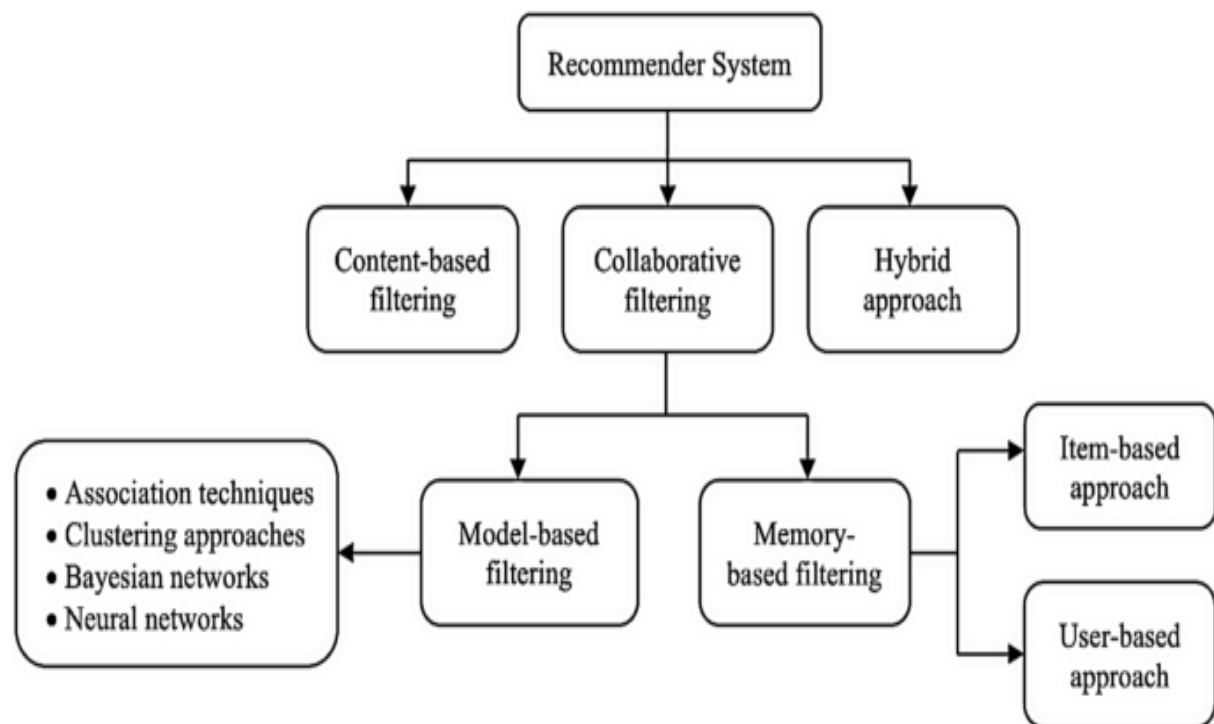 Recommender System
Content-based
filtering
Collaborative
filtering
Hybrid
approach
• Association techniques
• Clustering approaches
• Bayesian networks
• Neural networks
Model-based
filtering
Memory-
based filtering
Item-based
approach
User-based
approach